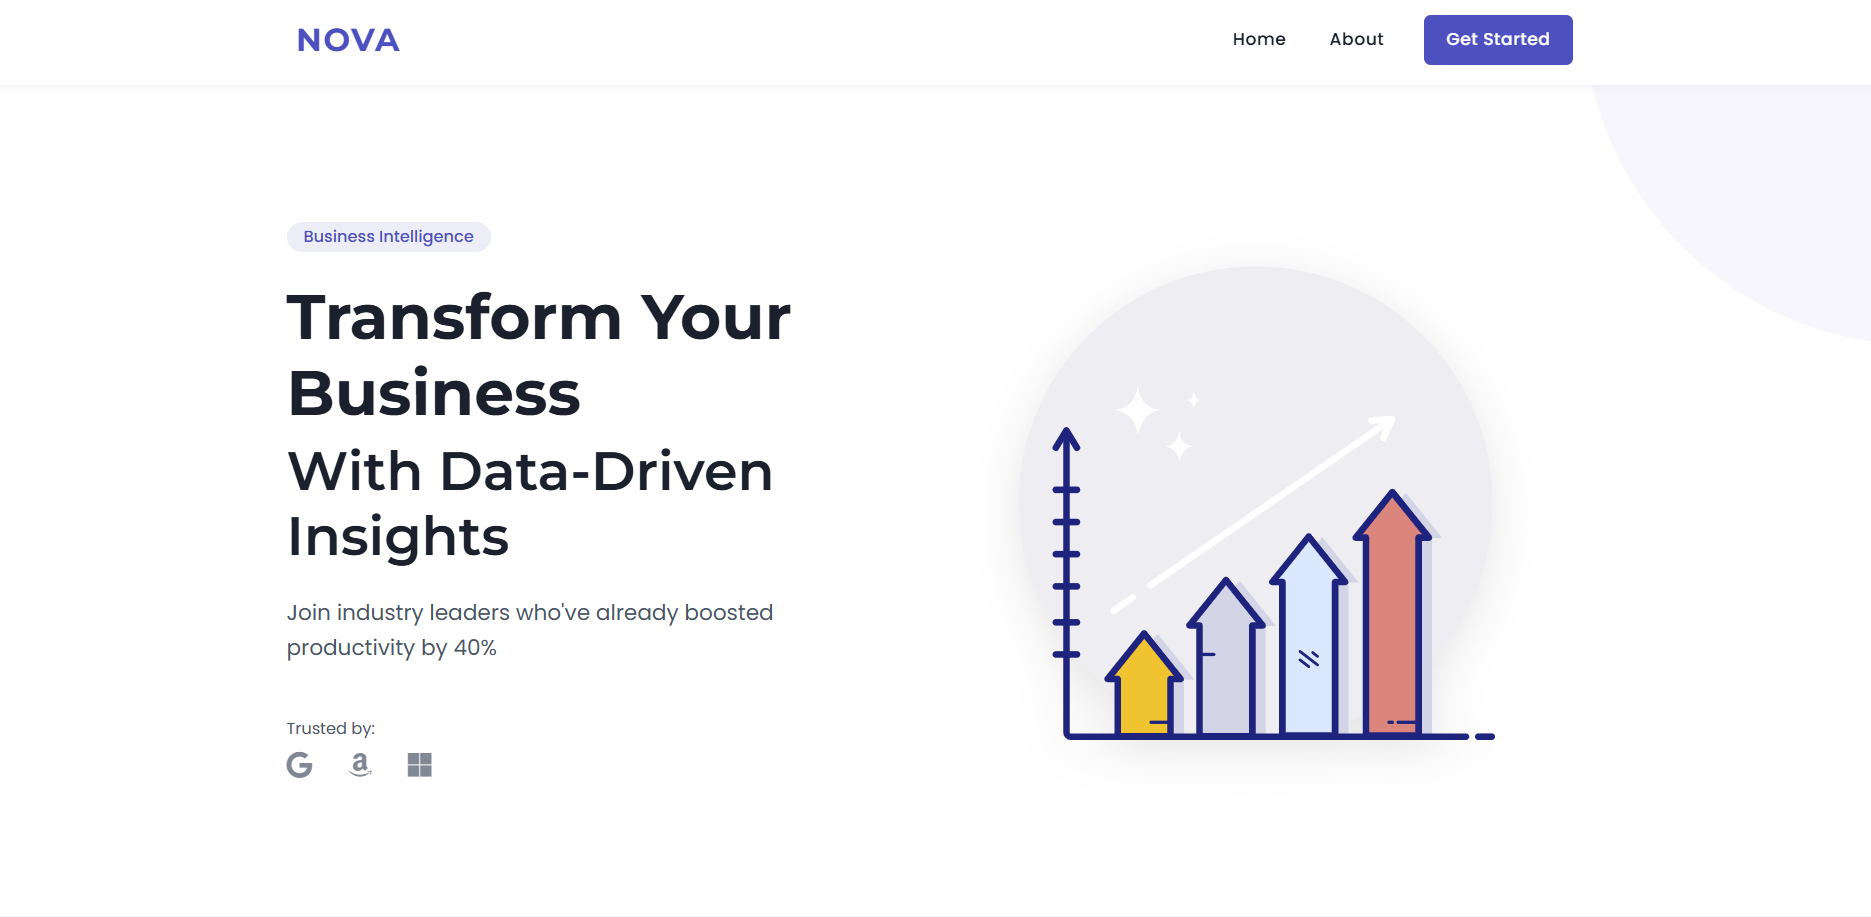 NOVA
Home
About
Get Started
Business Intelligence
Transform Your
Business
With Data-Driven
Insights
Join industry leaders who've already boosted
productivity by 40%
Trusted by: